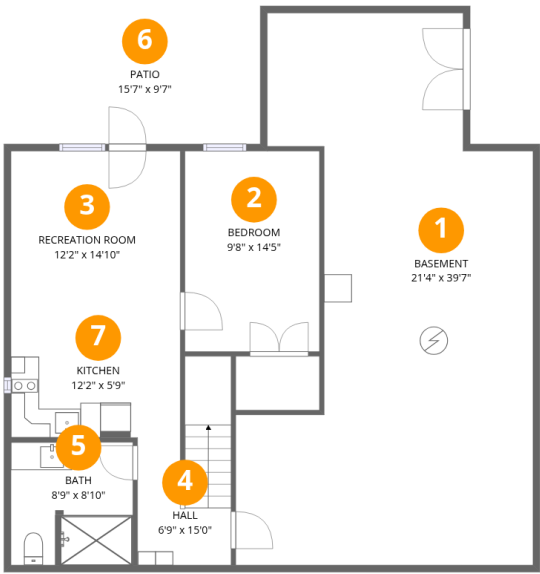 6
PATIO
15'7" x 9'7"
3
RECREATION ROOM
12'2" x 14'10"
2
BEDROOM
9'8" x 14'5"
1
BASEMENT
21'4" x 39'7"
7
KITCHEN
12'2" x 5'9"
5
BATH
8'9" x 8'10"
4
HALL
6'9" x 15'0"